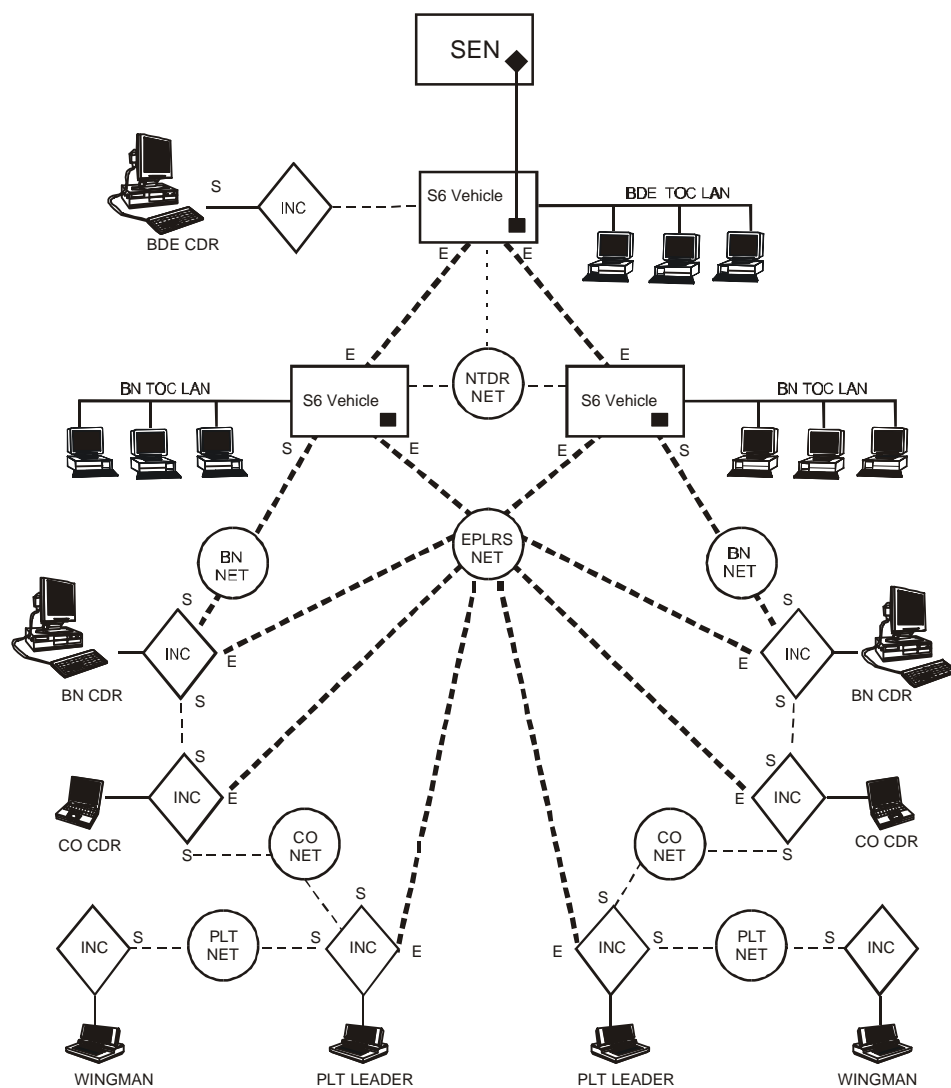 SEN
S6 Vehicle
BDE TOC LAN
S
INC
BDE CDR
E
E
E
E
NTDR
NET
S6 Vehicle
S6 Vehicle
BN TOC LAN
BN TOC LAN
S
E
E
S
EPLRS
NET
BN
NET
BN
NET
S
S
INC
E
E
INC
BN CDR
S
S
BN CDR
S
S
INC
E
E
INC
CO CDR
S
CO
NET
CO
NET
S
CO CDR
S
S
INC
S
PLT
NET
S
INC
E
E
INC
S
PLT
NET
S
INC
WINGMAN
PLT LEADER
PLT LEADER
WINGMAN